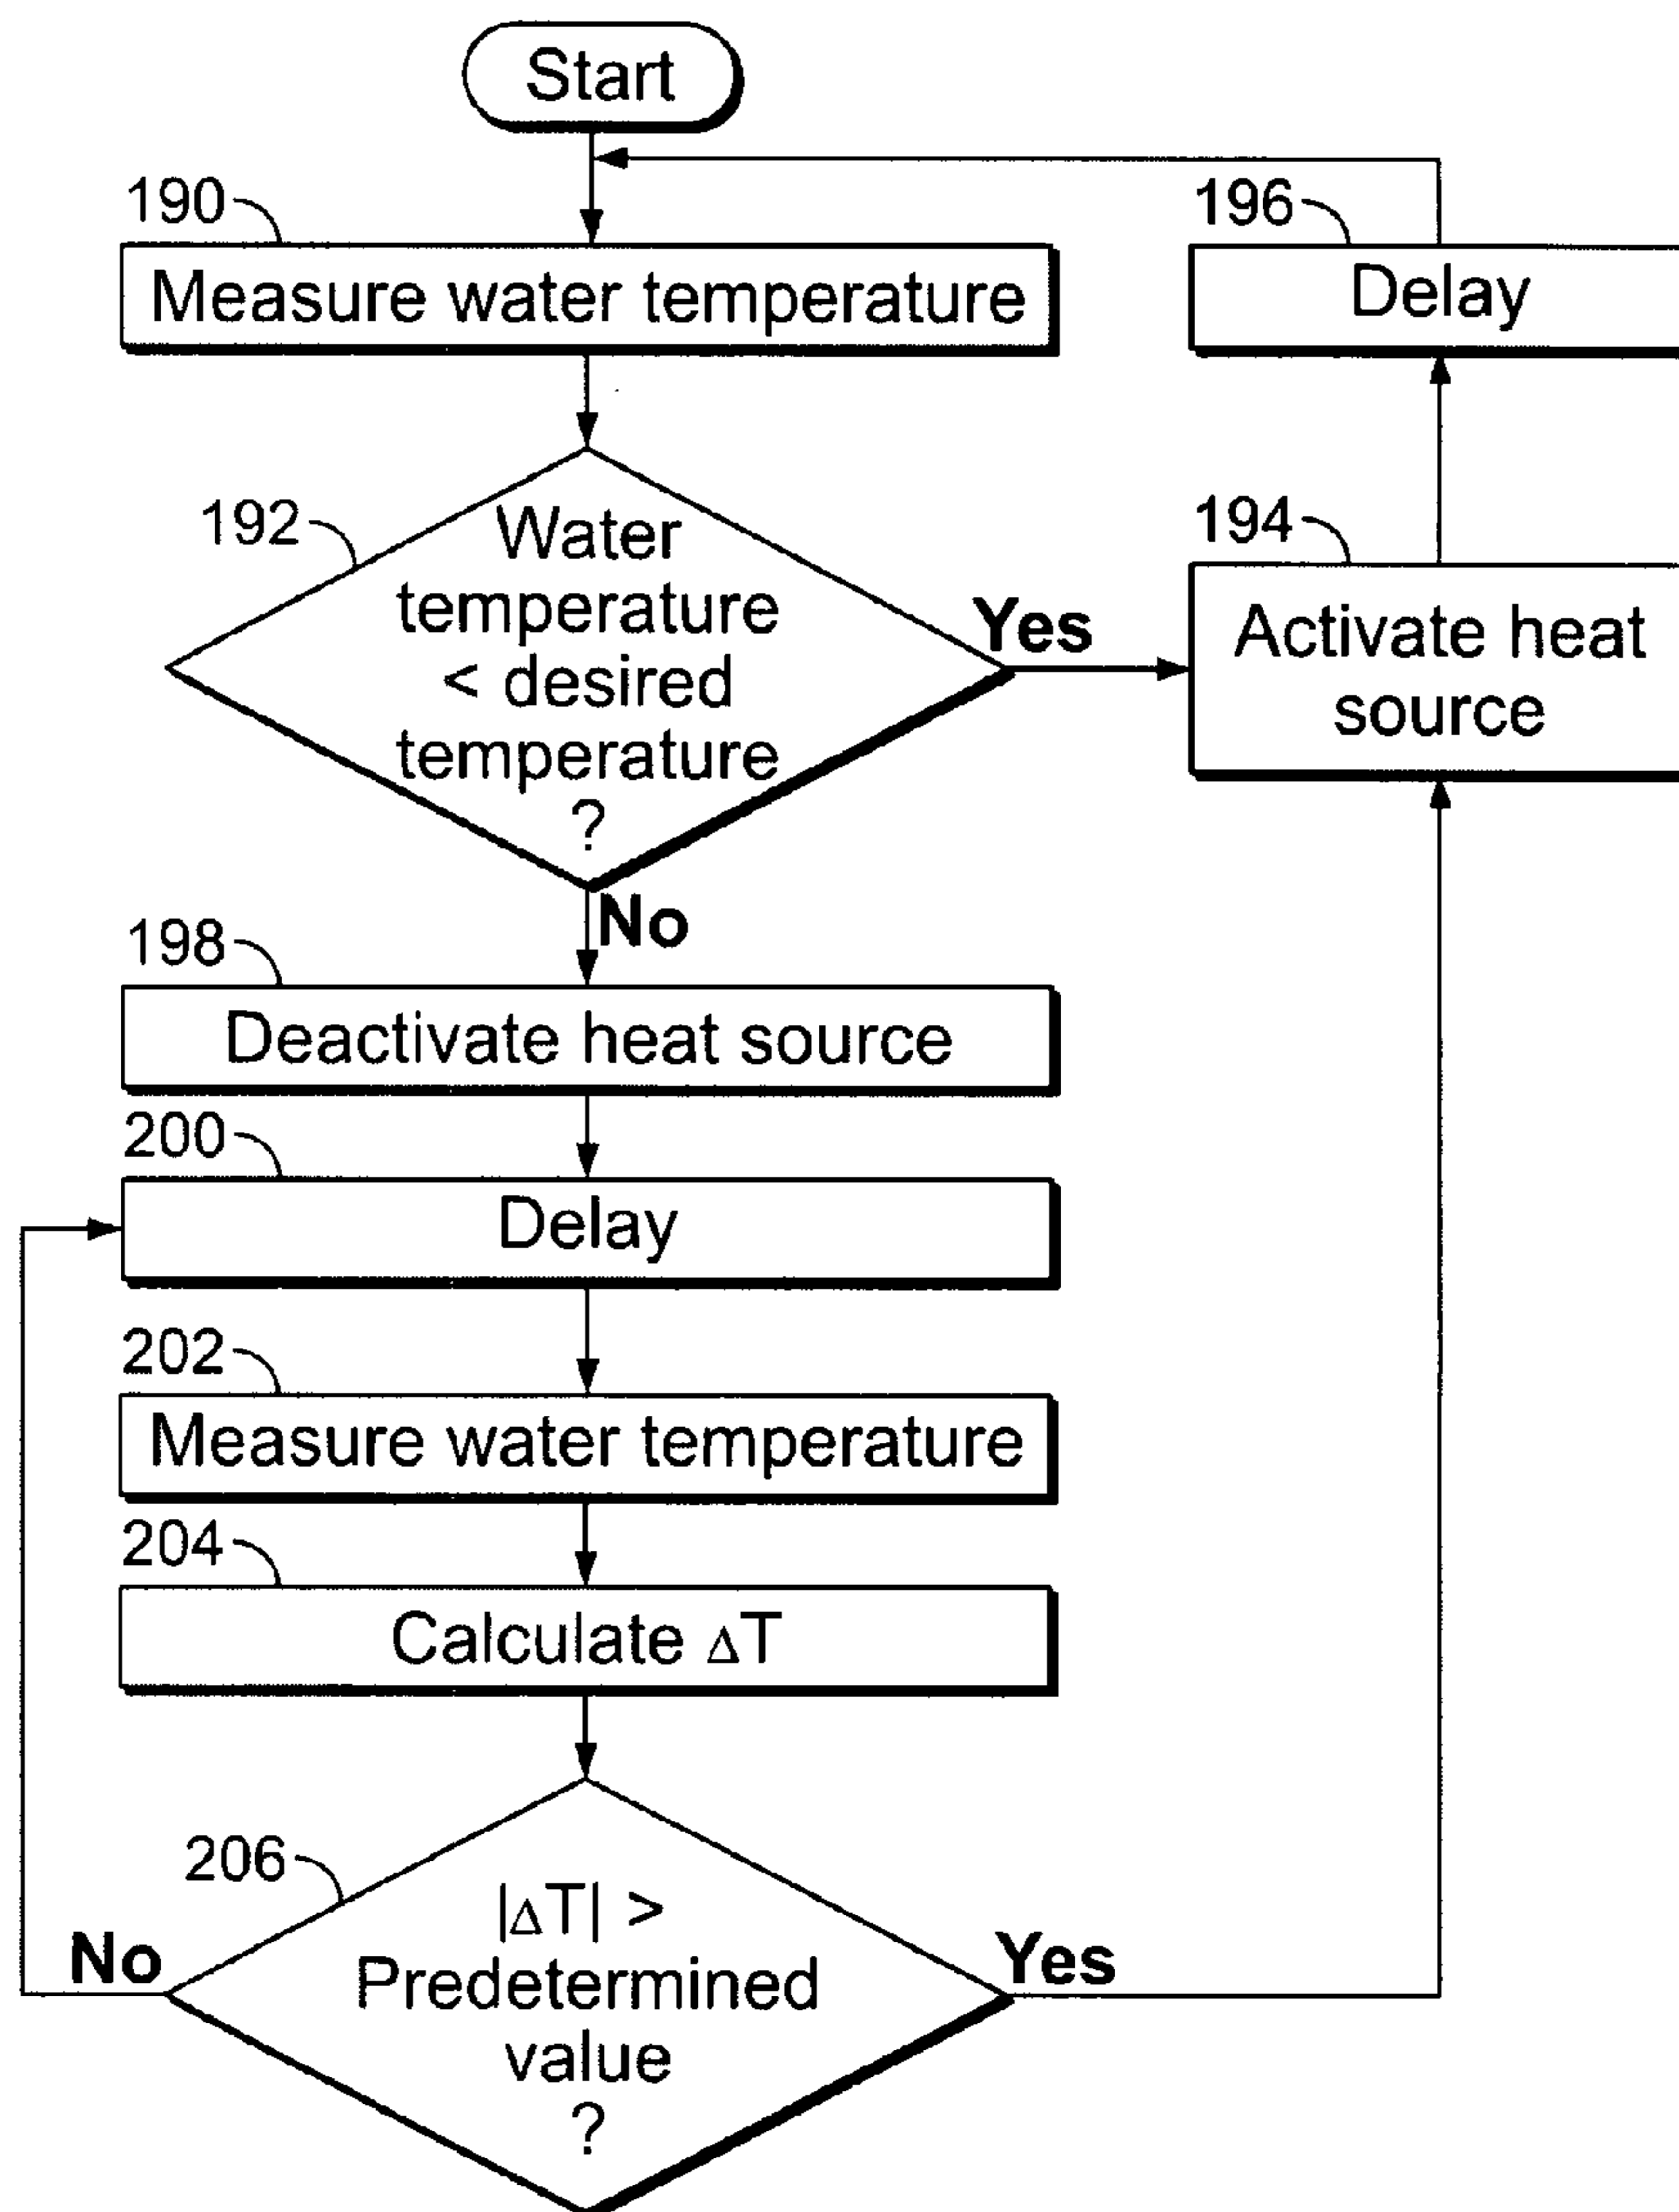 Start
190
Measure water temperature
196
Delay
192
Water
temperature
< desired
temperature
?
Yes
194
Activate heat
source
No
198
Deactivate heat source
200
Delay
202
Measure water temperature
204
Calculate ΔT
206
|ΔT| >
Predetermined
value
?
No
Yes